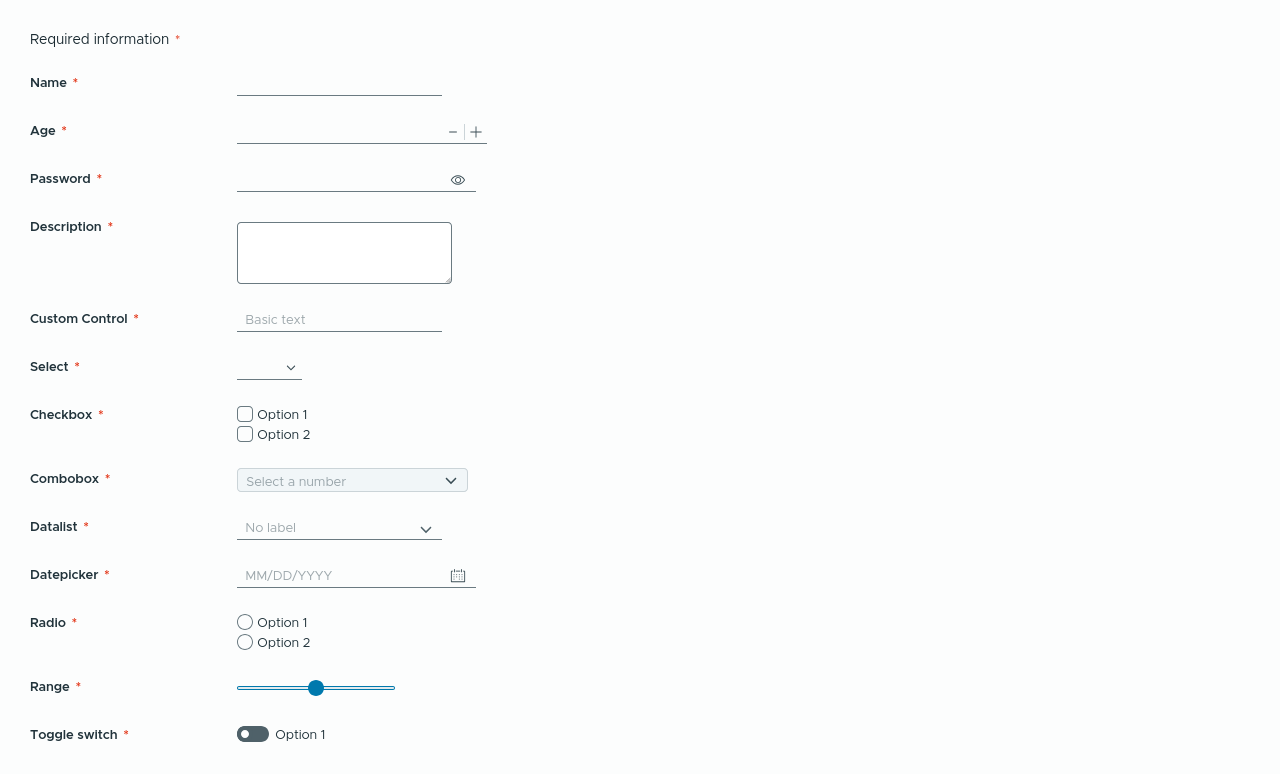 Required information *
Name *
Age *
Password *
Description *
Custom Control * Basic text
Select *
Checkbox * Option 1
Option 2
Combobox * Select a number
Datalist * No label
Datepicker * MM/DD/YYYY
Radio * Option 1
Option 2
Range *
Toggle switch * Option 1